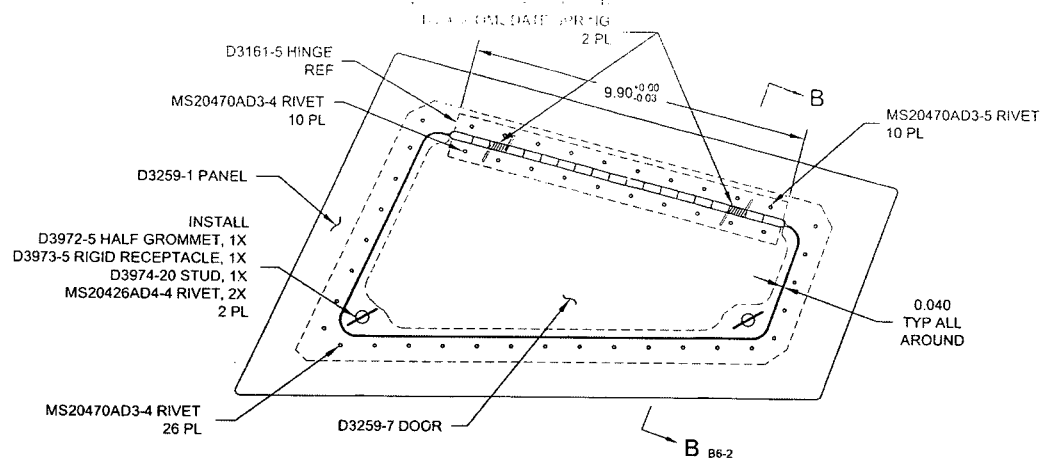 2 PL
D3161-5 HINGE
REF
9.90 +0.00 -0.03
B
MS20470AD3-4 RIVET
10 PL
MS20470AD3-5 RIVET
10 PL
D3259-1 PANEL
INSTALL
D3972-5 HALF GROMMET, 1X
D3973-5 RIGID RECEPTACLE, 1X
D3974-20 STUD, 1X
MS20426AD4-4 RIVET, 2X
2 PL
0.040
TYP ALL
AROUND
MS20470AD3-4 RIVET
26 PL
D3259-7 DOOR
B B6-2